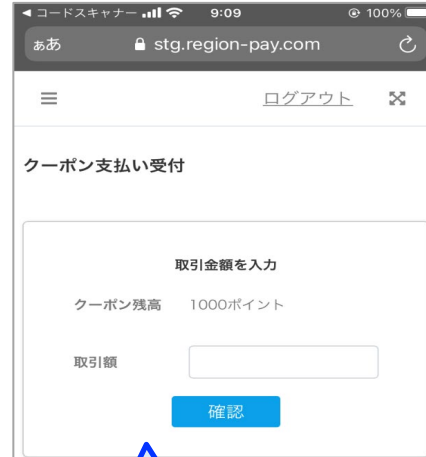 ◀コードスキャナー 9:09 100%
ああ stg.region-pay.com
ログアウト
クーポン支払い受付
取引金額を入力
クーポン残高 1000ポイント
取引額
確認